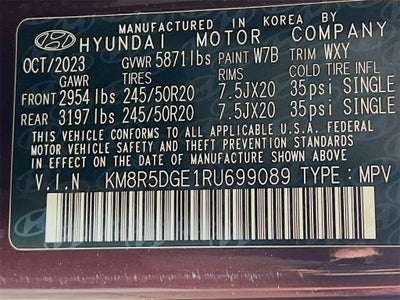 MANUFACTURED IN KOREA BY
HYUNDAI MOTOR COMPANY
OCT/2023 GVWR 5871lbs PAINT W7B TRIM WXY
GAWR TIRES RIMS COLD TIRE INFL.
FRONT 2954lbs 245/50R20 7.5JX20 35psi SINGLE
REAR 3197lbs 245/50R20 7.5JX20 35psi SINGLE
THIS VEHICLE CONFORMS TO ALL APPLICABLE U.S.A. FEDERAL
MOTOR VEHICLE SAFETY AND THEFT PREVENTION STANDARDS
IN EFFECT ON THE DATE OF MANUFACTURE SHOWN ABOVE.
V.I.N KM8R5DGE1RU699089 TYPE : MPV